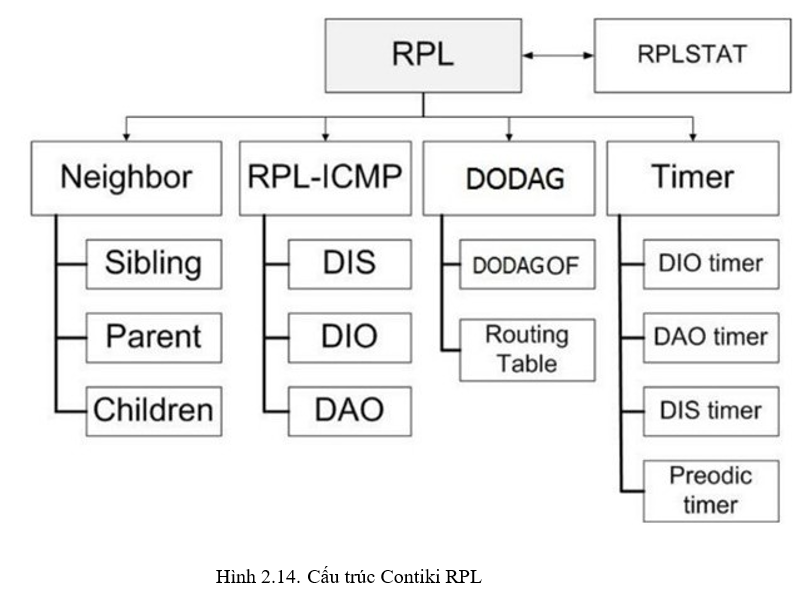 RPL
RPLSTAT
Neighbor
RPL-ICMP
DODAG
Timer
Sibling
DIS
DODAGOF
DIO timer
Parent
DIO
Routing
Table
DAO timer
Children
DAO
DIS timer
Preodic
timer
Hình 2.14. Cấu trúc Contiki RPL